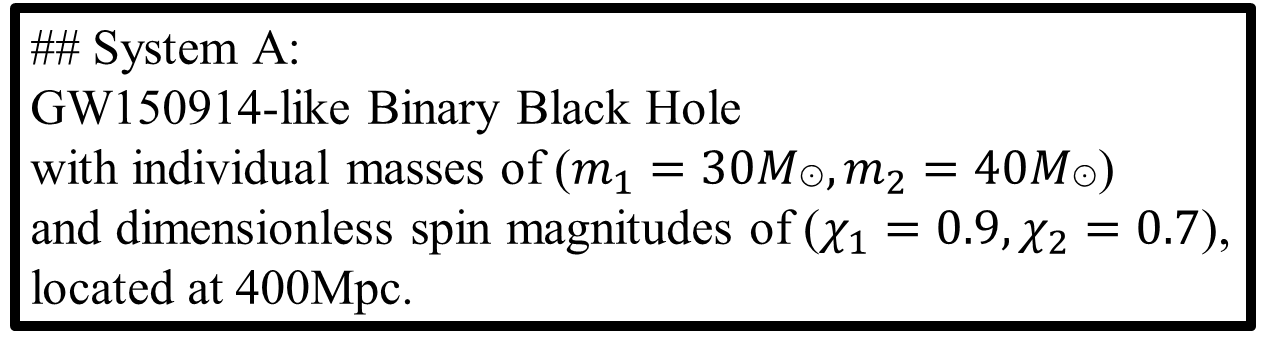 ## System A:
GW150914-like Binary Black Hole
with individual masses of (𝑚₁ = 30𝑀☉, 𝑚₂ = 40𝑀☉)
and dimensionless spin magnitudes of (𝜒₁ = 0.9, 𝜒₂ = 0.7),
located at 400Mpc.